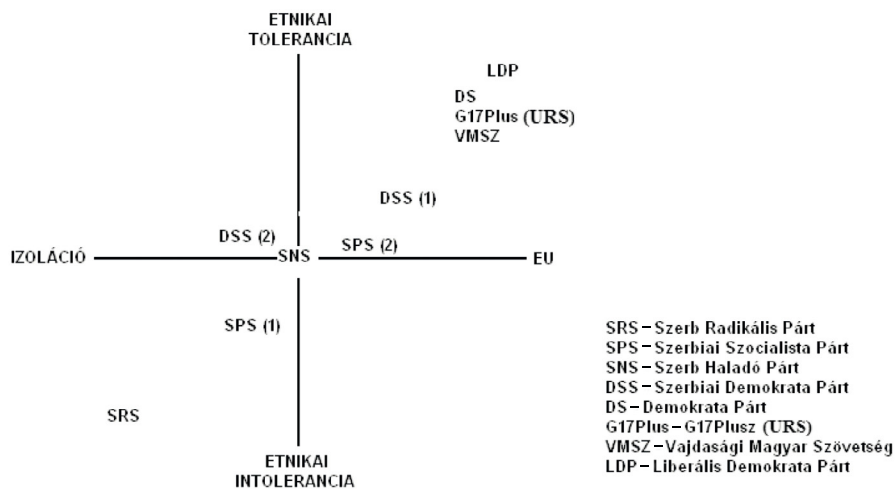 ETNIKAI
TOLERANCIA
LDP
DS
G17Plus (URS)
VMSZ
DSS (1)
DSS (2)
SPS (2)
IZOLÁCIÓ
SNS
EU
SPS (1)
SRS
ETNIKAI
INTOLERANCIA
SRS–Szerb Radikális Párt
SPS–Szerbiai Szocialista Párt
SNS–Szerb Haladó Párt
DSS–Szerbiai Demokrata Párt
DS–Demokrata Párt
G17Plus–G17Plusz (URS)
VMSZ–Vajdasági Magyar Szövetség
LDP–Liberális Demokrata Párt